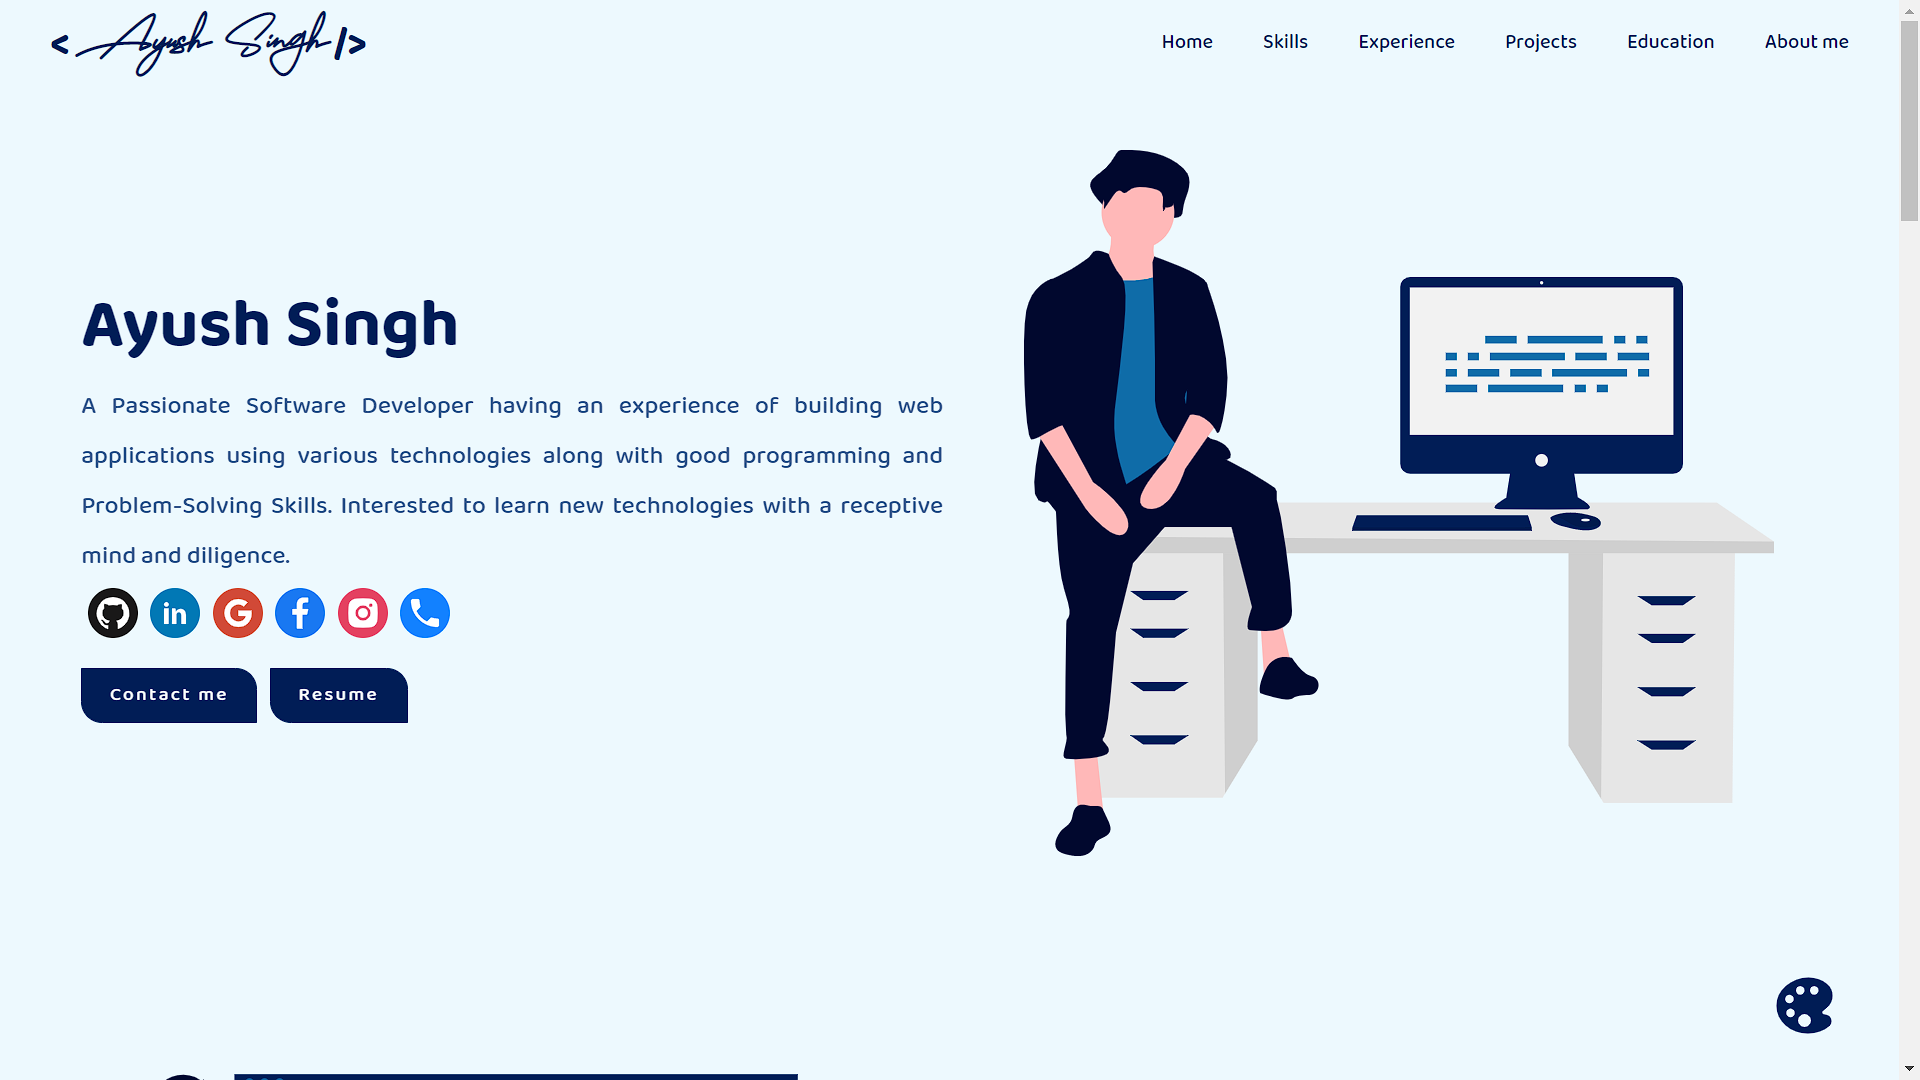 < Ayush Singh />
Home Skills Experience Projects Education About me
Ayush Singh
A Passionate Software Developer having an experience of building web
applications using various technologies along with good programming and
Problem-Solving Skills. Interested to learn new technologies with a receptive
mind and diligence.
Contact me Resume